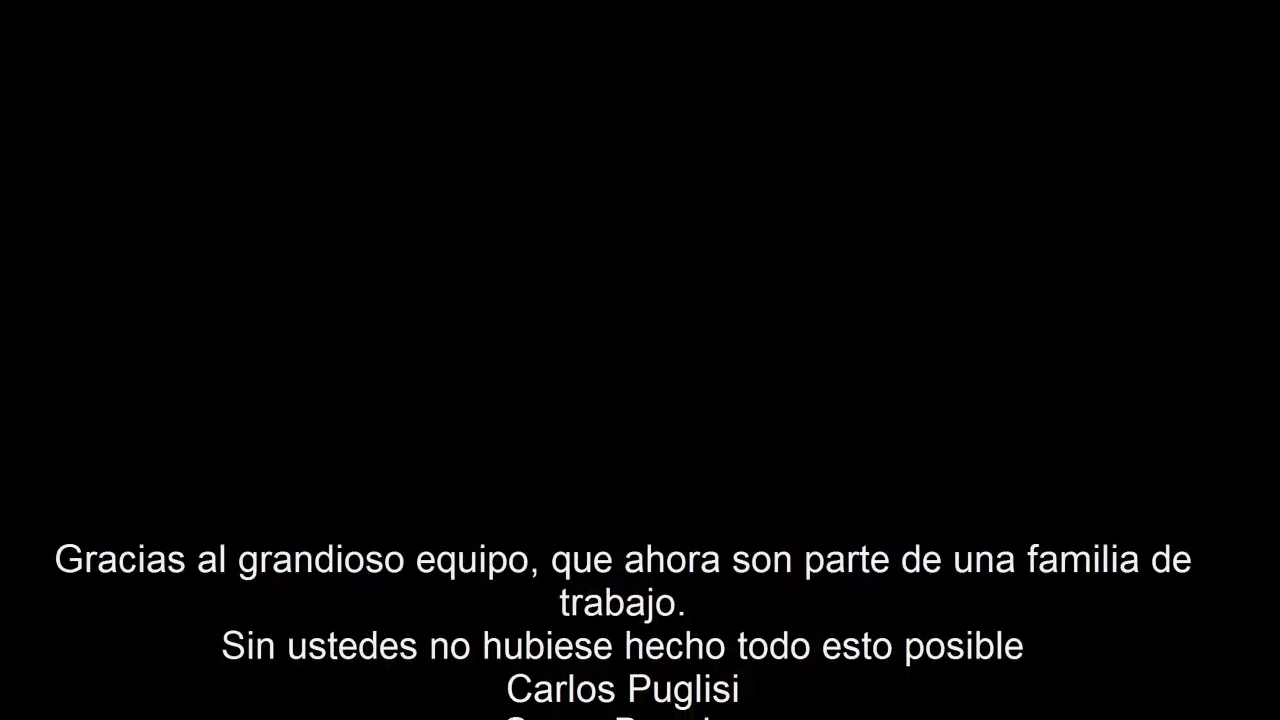 Gracias al grandioso equipo, que ahora son parte de una familia de
trabajo.
Sin ustedes no hubiese hecho todo esto posible
Carlos Puglisi